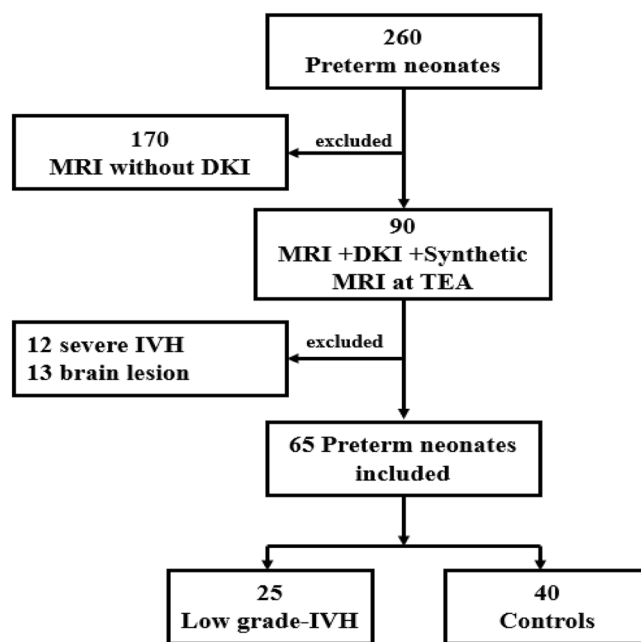 260
Preterm neonates
excluded
170
MRI without DKI
90
MRI +DKI +Synthetic
MRI at TEA
excluded
12 severe IVH
13 brain lesion
65 Preterm neonates
included
25
Low grade-IVH
40
Controls